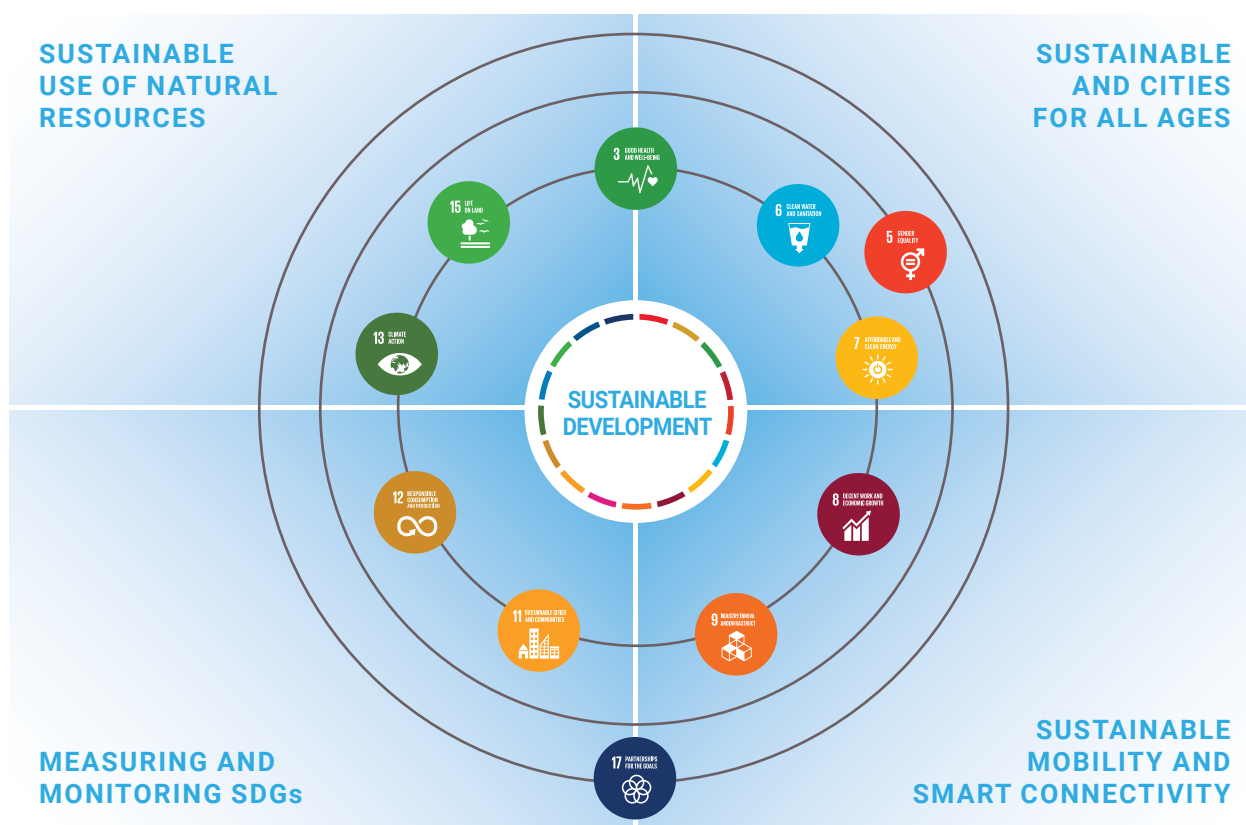 SUSTAINABLE
USE OF NATURAL
RESOURCES
SUSTAINABLE
AND CITIES
FOR ALL AGES
3 GOOD HEALTH
AND WELL-BEING
15 LIFE
ON LAND
6 CLEAN WATER
AND SANITATION
5 GENDER
EQUALITY
13 CLIMATE
ACTION
7 AFFORDABLE AND
CLEAN ENERGY
SUSTAINABLE
DEVELOPMENT
12 RESPONSIBLE
CONSUMPTION
AND PRODUCTION
8 DECENT WORK AND
ECONOMIC GROWTH
11 SUSTAINABLE CITIES
AND COMMUNITIES
9 INDUSTRY, INNOVA
AND INFRASTRUCT
17 PARTNERSHIPS
FOR THE GOALS
MEASURING AND
MONITORING SDGs
SUSTAINABLE
MOBILITY AND
SMART CONNECTIVITY